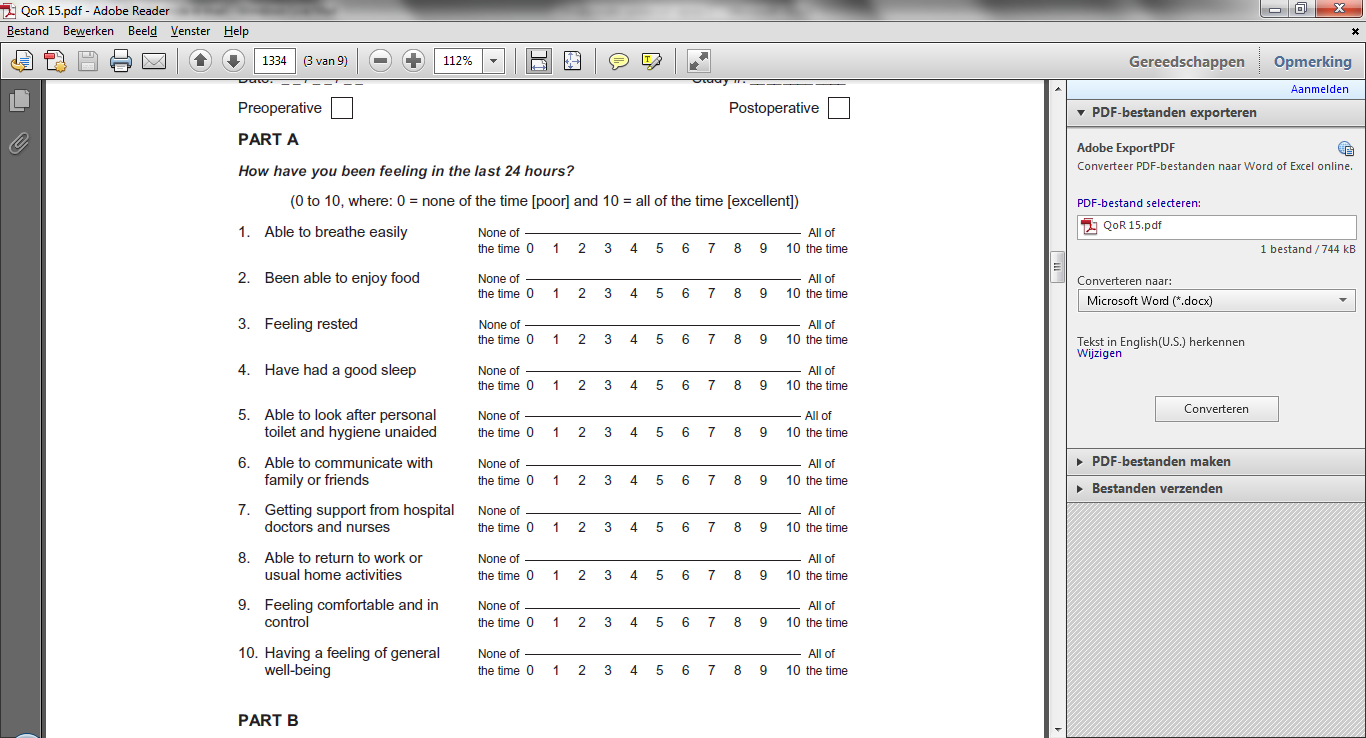 QoR 15.pdf - Adobe Reader
Bestand Bewerken Beeld Venster Help
1334 (3 van 9) 112% Gereedschappen Opmerking
Aanmelden
Preoperative Postoperative
PART A
How have you been feeling in the last 24 hours?
(0 to 10, where: 0 = none of the time [poor] and 10 = all of the time [excellent])
1. Able to breathe easily None of All of
the time 0 1 2 3 4 5 6 7 8 9 10 the time
2. Been able to enjoy food None of All of
the time 0 1 2 3 4 5 6 7 8 9 10 the time
3. Feeling rested None of All of
the time 0 1 2 3 4 5 6 7 8 9 10 the time
4. Have had a good sleep None of All of
the time 0 1 2 3 4 5 6 7 8 9 10 the time
5. Able to look after personal None of All of
toilet and hygiene unaided the time 0 1 2 3 4 5 6 7 8 9 10 the time
6. Able to communicate with None of All of
family or friends the time 0 1 2 3 4 5 6 7 8 9 10 the time
7. Getting support from hospital None of All of
doctors and nurses the time 0 1 2 3 4 5 6 7 8 9 10 the time
8. Able to return to work or None of All of
usual home activities the time 0 1 2 3 4 5 6 7 8 9 10 the time
9. Feeling comfortable and in None of All of
control the time 0 1 2 3 4 5 6 7 8 9 10 the time
10. Having a feeling of general None of All of
well-being the time 0 1 2 3 4 5 6 7 8 9 10 the time
PART B
PDF-bestanden exporteren
Adobe ExportPDF
Converteer PDF-bestanden naar Word of Excel online.
PDF-bestand selecteren:
QoR 15.pdf
1 bestand / 744 kB
Converteren naar:
Microsoft Word (*.docx)
Tekst in English(U.S.) herkennen
Wijzigen
Converteren
PDF-bestanden maken
Bestanden verzenden